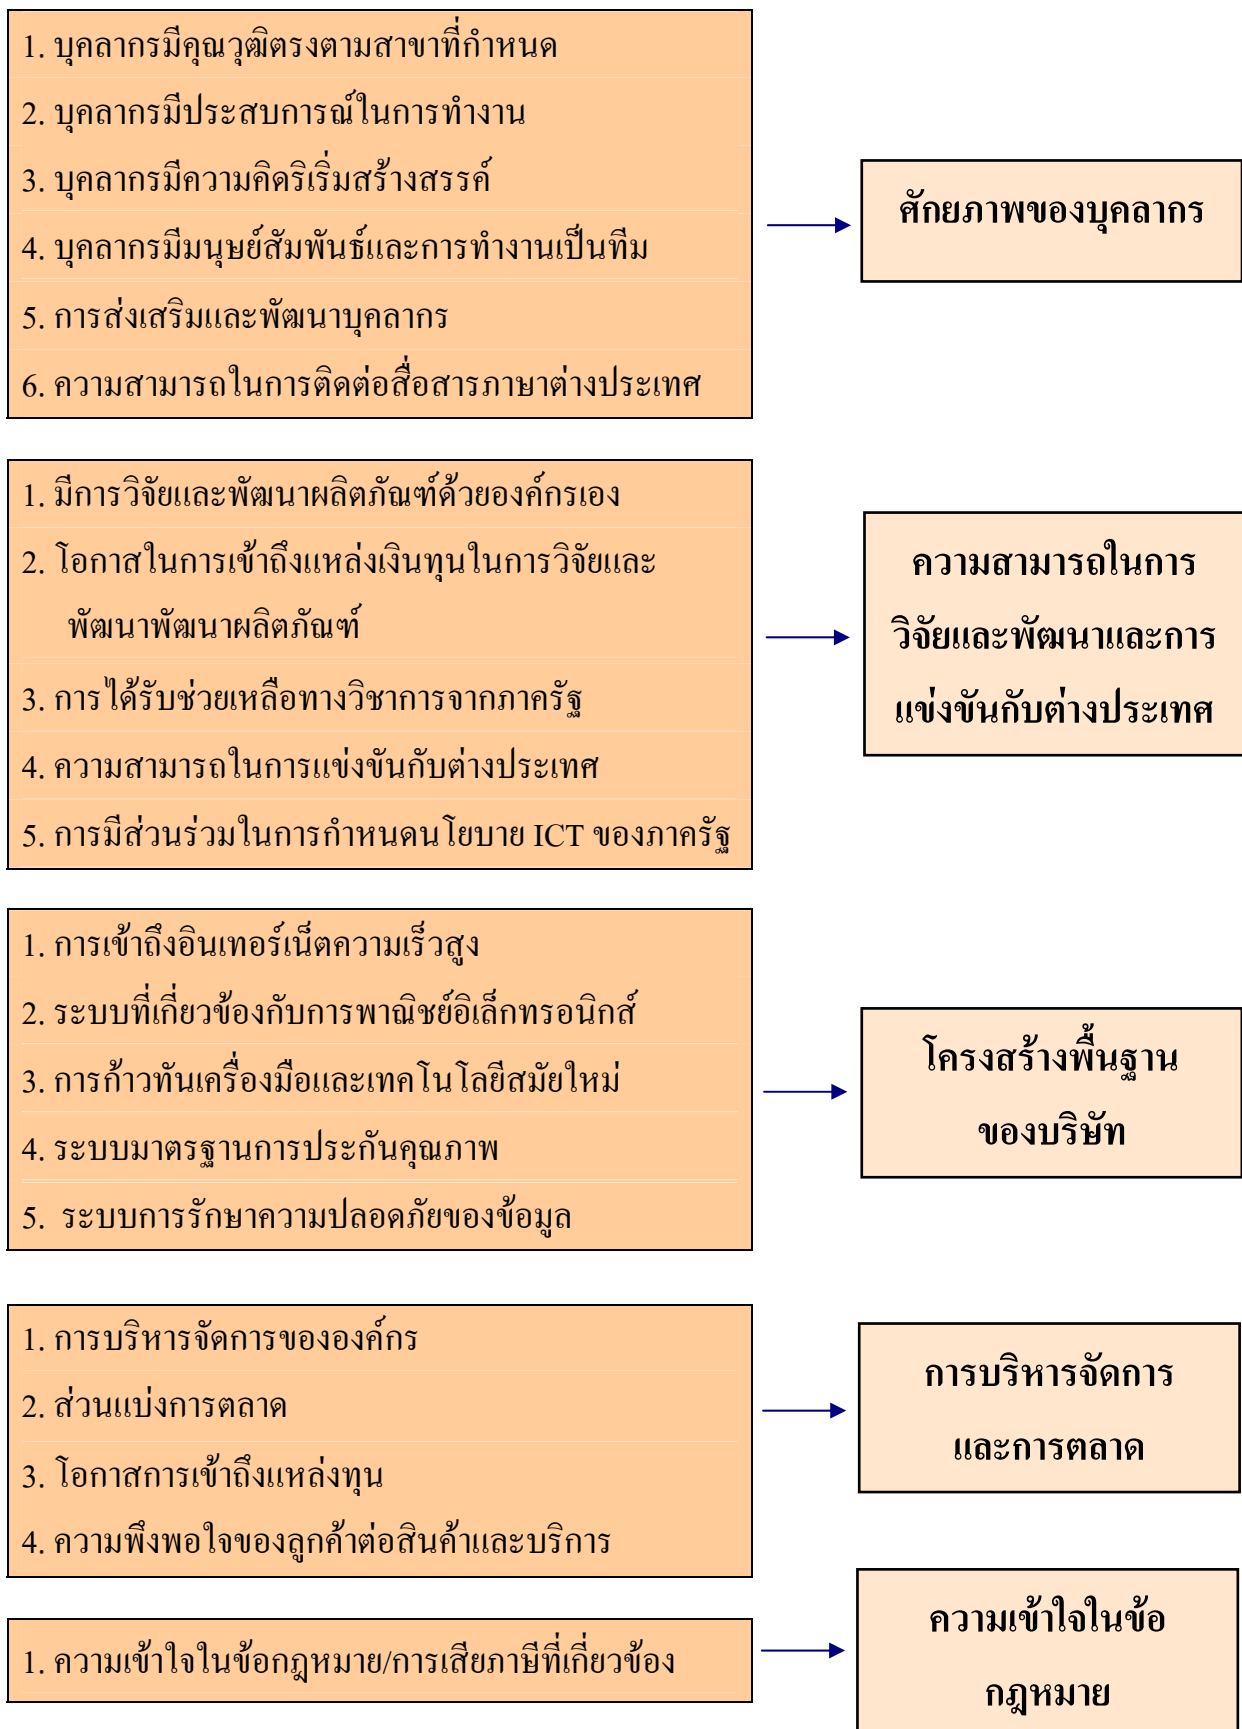 1. บุคลากรมีคุณวุฒิตรงตามสาขาที่กำหนด
2. บุคลากรมีประสบการณ์ในการทำงาน
3. บุคลากรมีความคิดริเริ่มสร้างสรรค์
4. บุคลากรมีมนุษย์สัมพันธ์และการทำงานเป็นทีม
5. การส่งเสริมและพัฒนาบุคลากร
6. ความสามารถในการติดต่อสื่อสารภาษาต่างประเทศ
ศักยภาพของบุคลากร
1. มีการวิจัยและพัฒนาผลิตภัณฑ์ด้วยองค์กรเอง
2. โอกาสในการเข้าถึงแหล่งเงินทุนในการวิจัยและ
พัฒนาพัฒนาผลิตภัณฑ์
3. การได้รับช่วยเหลือทางวิชาการจากภาครัฐ
4. ความสามารถในการแข่งขันกับต่างประเทศ
5. การมีส่วนร่วมในการกำหนดนโยบาย ICT ของภาครัฐ
ความสามารถในการ
วิจัยและพัฒนาและการ
แข่งขันกับต่างประเทศ
1. การเข้าถึงอินเทอร์เน็ตความเร็วสูง
2. ระบบที่เกี่ยวข้องกับการพาณิชย์อิเล็กทรอนิกส์
3. การก้าวทันเครื่องมือและเทคโนโลยีสมัยใหม่
4. ระบบมาตรฐานการประกันคุณภาพ
5. ระบบการรักษาความปลอดภัยของข้อมูล
โครงสร้างพื้นฐาน
ของบริษัท
1. การบริหารจัดการขององค์กร
2. ส่วนแบ่งการตลาด
3. โอกาสการเข้าถึงแหล่งทุน
4. ความพึงพอใจของลูกค้าต่อสินค้าและบริการ
การบริหารจัดการ
และการตลาด
1. ความเข้าใจในข้อกฎหมาย/การเสียภาษีที่เกี่ยวข้อง
ความเข้าใจในข้อ
กฎหมาย